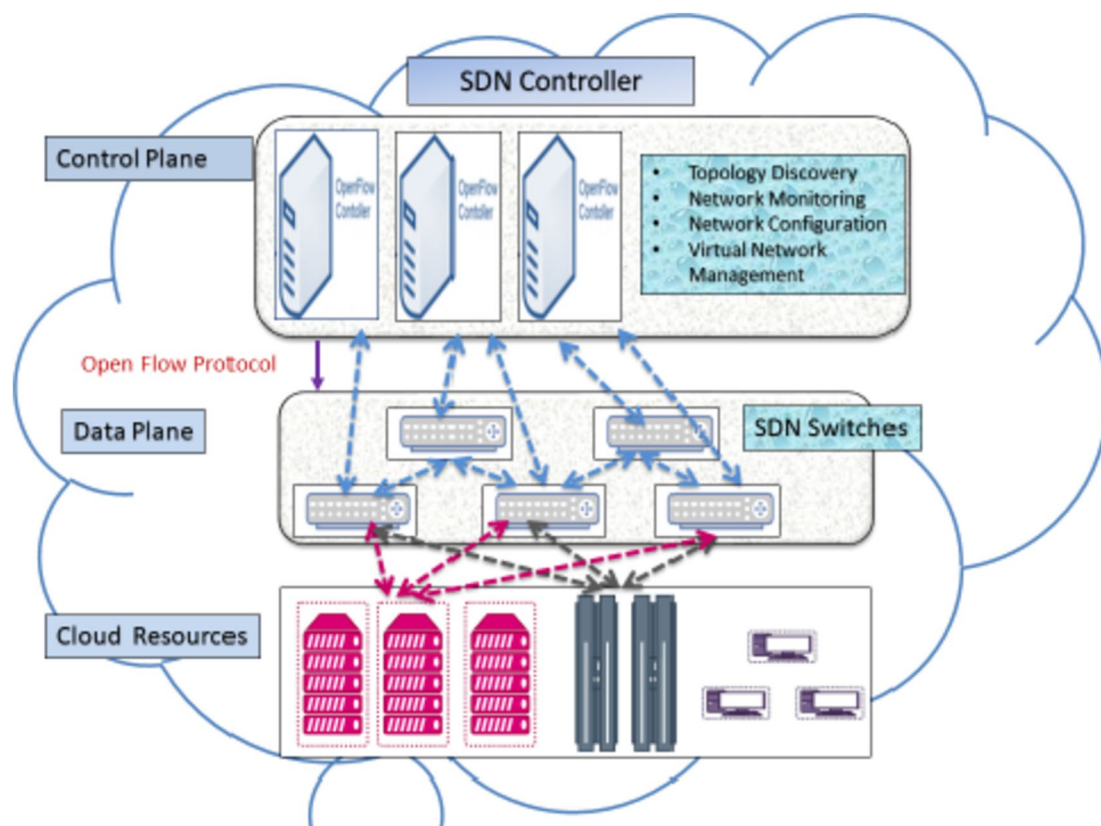 SDN Controller
Control Plane
OpenFlow
Contoller
OpenFlow
Contoller
OpenFlow
Contoller
• Topology Discovery
• Network Monitoring
• Network Configuration
• Virtual Network
Management
Open Flow Protocol
Data Plane
SDN Switches
Cloud Resources